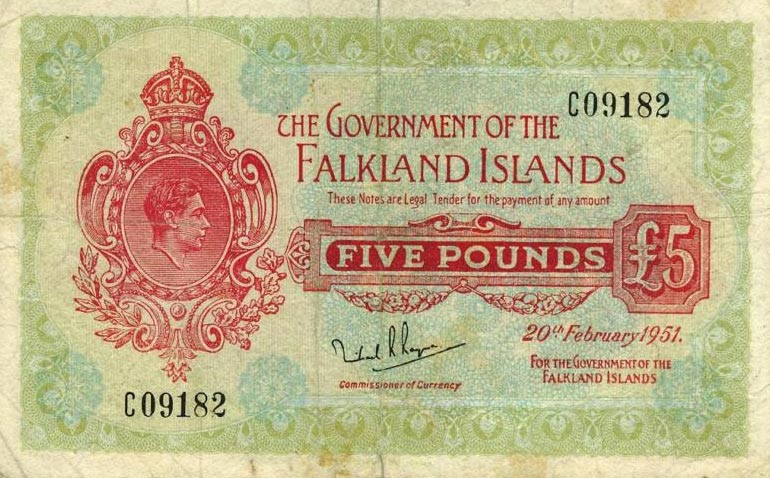 C09182
THE GOVERNMENT OF THE
FALKLAND ISLANDS
These Notes are Legal Tender for the payment of any amount
FIVE POUNDS £5
20th February 1951.
Commissioner of Currency
FOR THE GOVERNMENT OF THE
FALKLAND ISLANDS
C09182